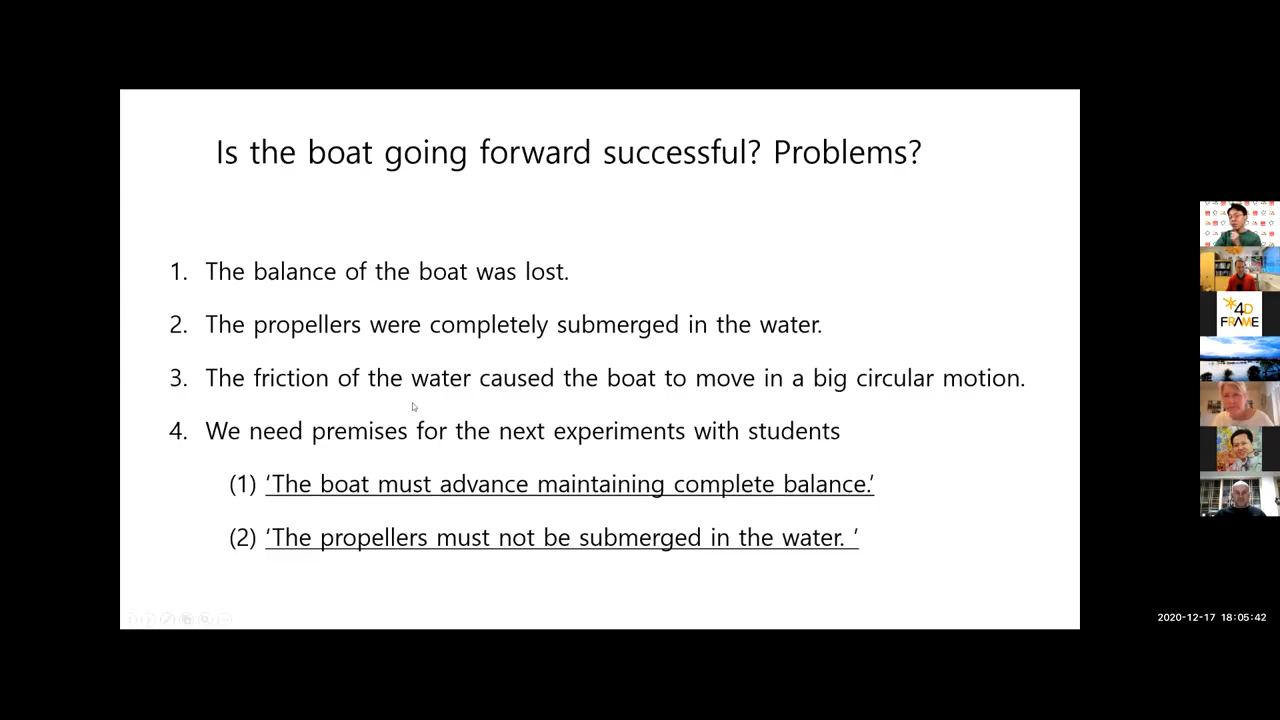 Is the boat going forward successful? Problems?
1. The balance of the boat was lost.
2. The propellers were completely submerged in the water.
3. The friction of the water caused the boat to move in a big circular motion.
4. We need premises for the next experiments with students
(1) ‘The boat must advance maintaining complete balance.’
(2) ‘The propellers must not be submerged in the water. ’
4D
FRAME
2020-12-17 18:05:42